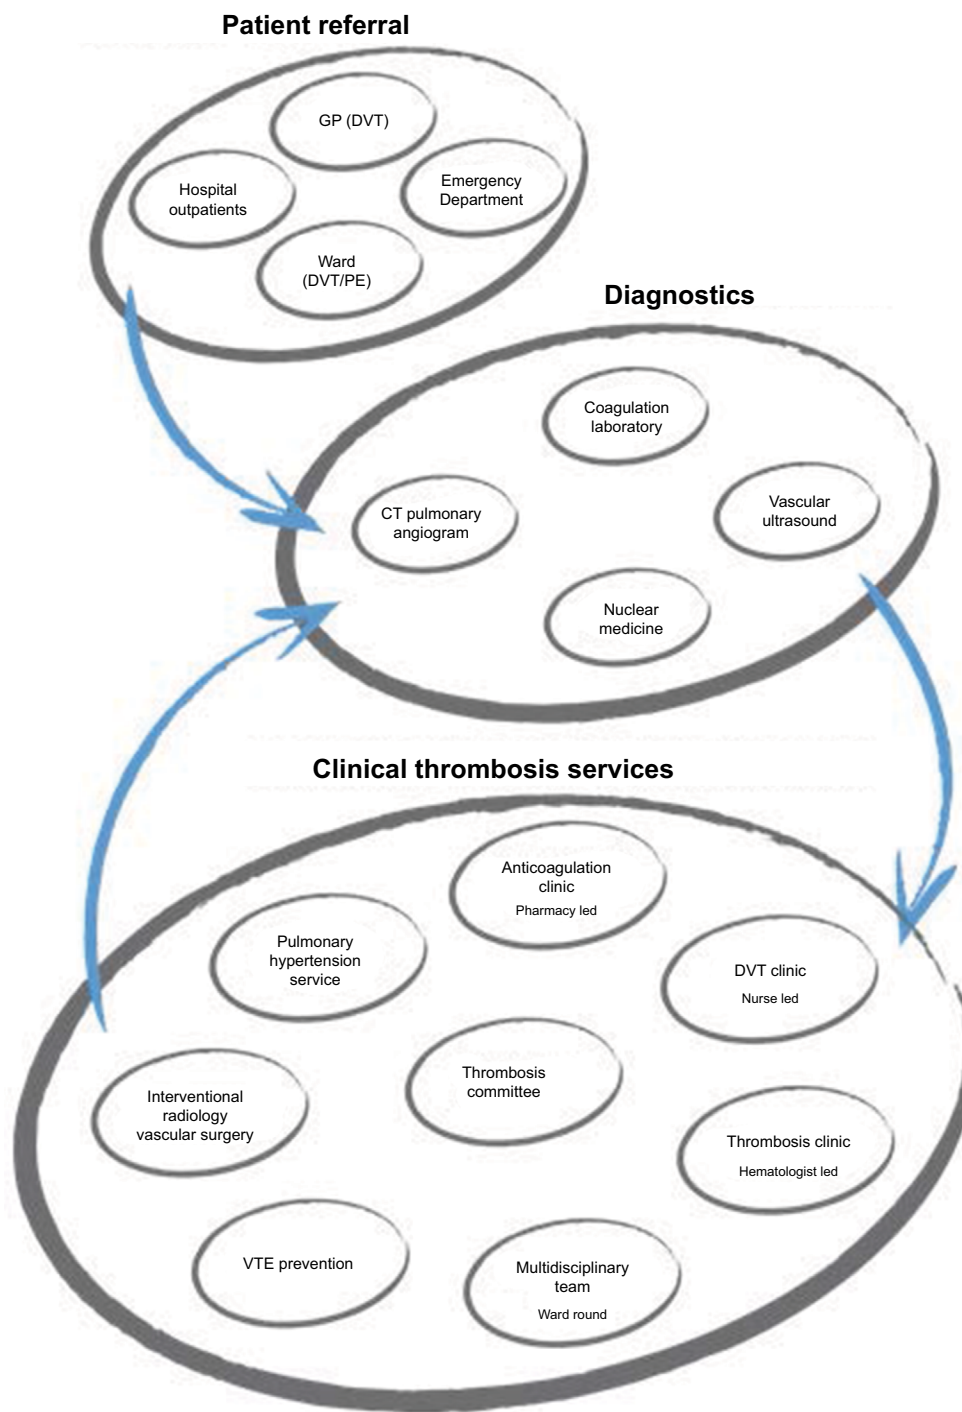 Patient referral
GP (DVT)
Hospital
outpatients
Emergency
Department
Ward
(DVT/PE)
Diagnostics
Coagulation
laboratory
CT pulmonary
angiogram
Vascular
ultrasound
Nuclear
medicine
Clinical thrombosis services
Anticoagulation
clinic
Pharmacy led
Pulmonary
hypertension
service
DVT clinic
Nurse led
Thrombosis
committee
Interventional
radiology
vascular surgery
Thrombosis clinic
Hematologist led
VTE prevention
Multidisciplinary
team
Ward round